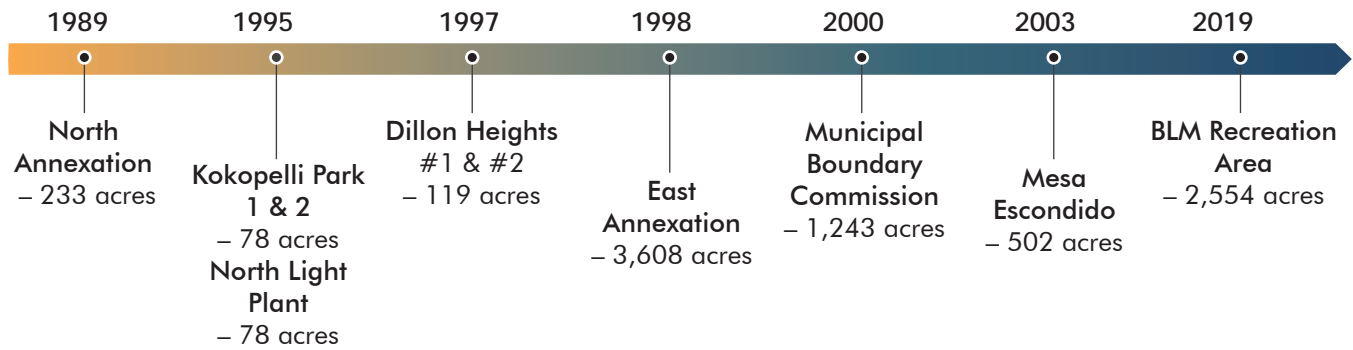 1989
1995
1997
1998
2000
2003
2019
North
Annexation
– 233 acres
Kokopelli Park
1 & 2
– 78 acres
North Light
Plant
– 78 acres
Dillon Heights
#1 & #2
– 119 acres
East
Annexation
– 3,608 acres
Municipal
Boundary
Commission
– 1,243 acres
Mesa
Escondido
– 502 acres
BLM Recreation
Area
– 2,554 acres